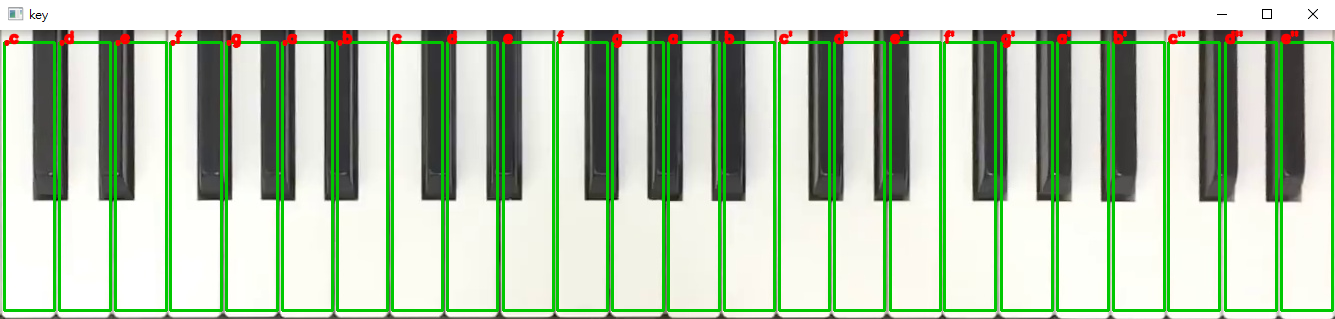 key
,c ,d ,e ,f ,g ,a ,b c d e f g a b c' d' e' f' g' a' b' c'' d'' e''